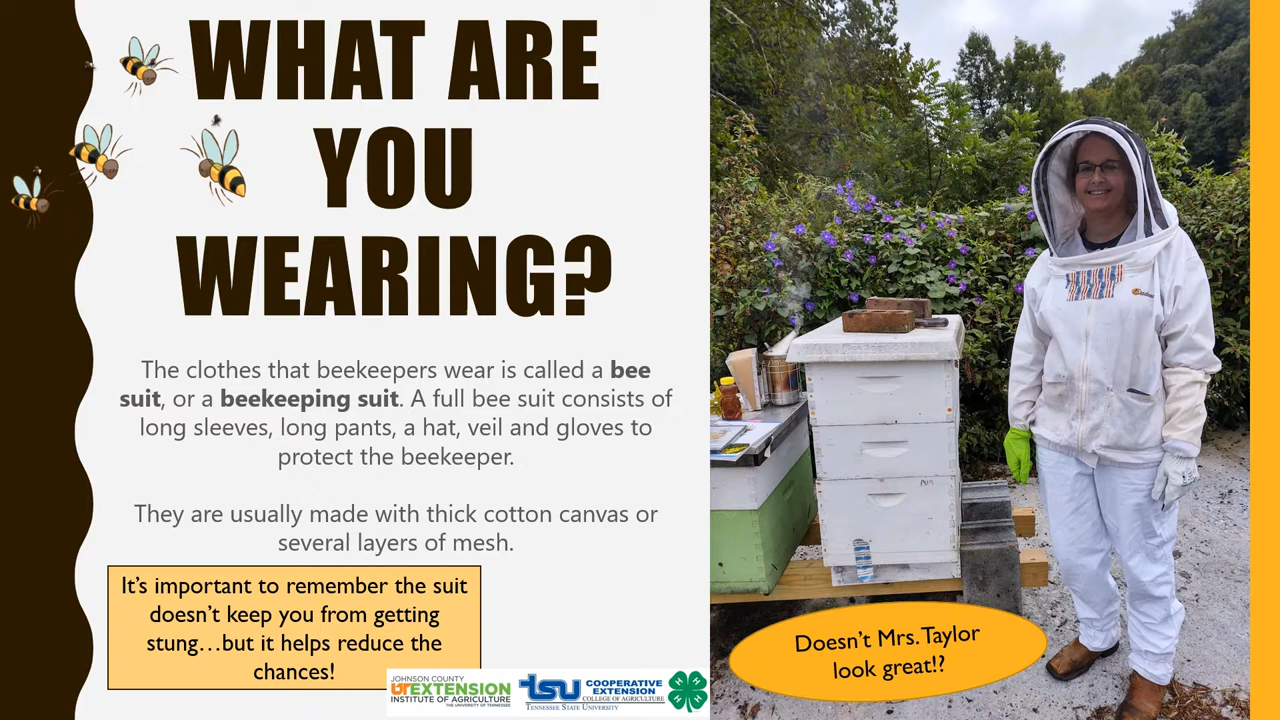 WHAT ARE
YOU
WEARING?
The clothes that beekeepers wear is called a bee
suit, or a beekeeping suit. A full bee suit consists of
long sleeves, long pants, a hat, veil and gloves to
protect the beekeeper.
They are usually made with thick cotton canvas or
several layers of mesh.
It's important to remember the suit
doesn't keep you from getting
stung…but it helps reduce the
chances!
JOHNSON COUNTY
UT EXTENSION
INSTITUTE OF AGRICULTURE
THE UNIVERSITY OF TENNESSEE
TSU
TENNESSEE STATE UNIVERSITY
COOPERATIVE
EXTENSION
COLLEGE OF AGRICULTURE
H H H H
Doesn't Mrs. Taylor
look great!?